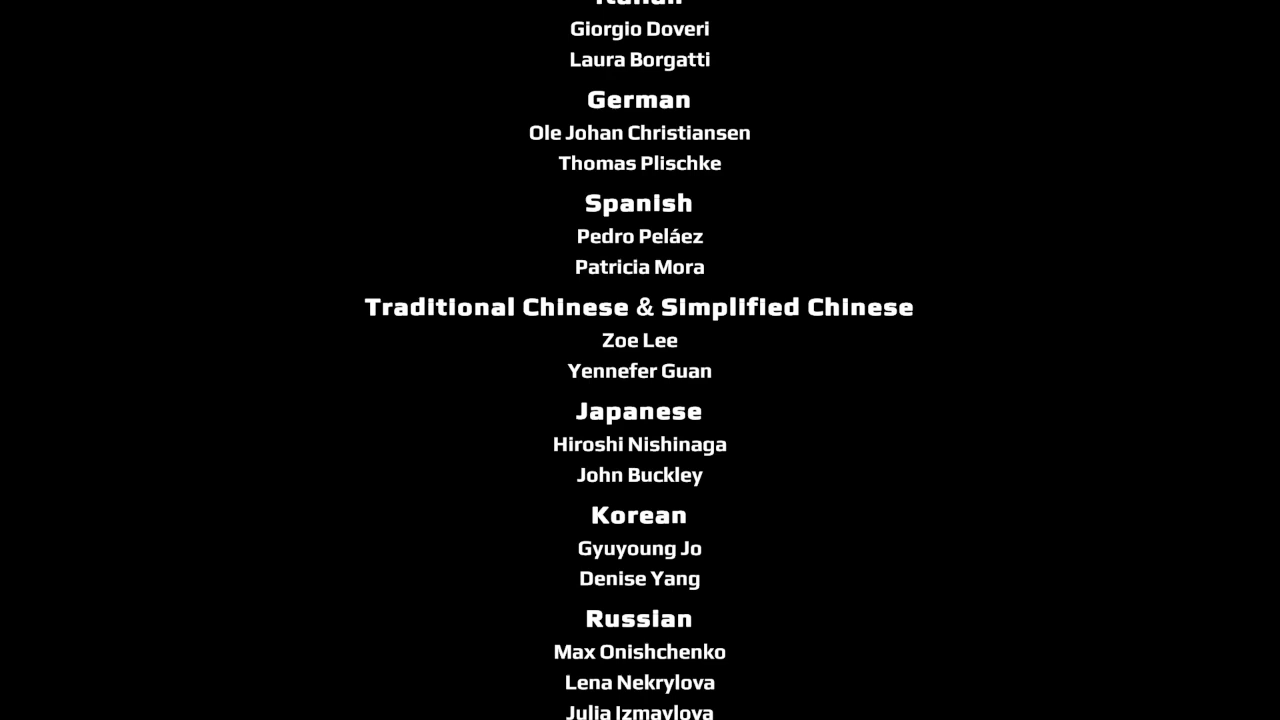 Italian
Giorgio Doveri
Laura Borgatti
German
Ole Johan Christiansen
Thomas Plischke
Spanish
Pedro Peláez
Patricia Mora
Traditional Chinese & Simplified Chinese
Zoe Lee
Yennefer Guan
Japanese
Hiroshi Nishinaga
John Buckley
Korean
Gyuyoung Jo
Denise Yang
Russian
Max Onishchenko
Lena Nekrylova
Julia Izmaylova